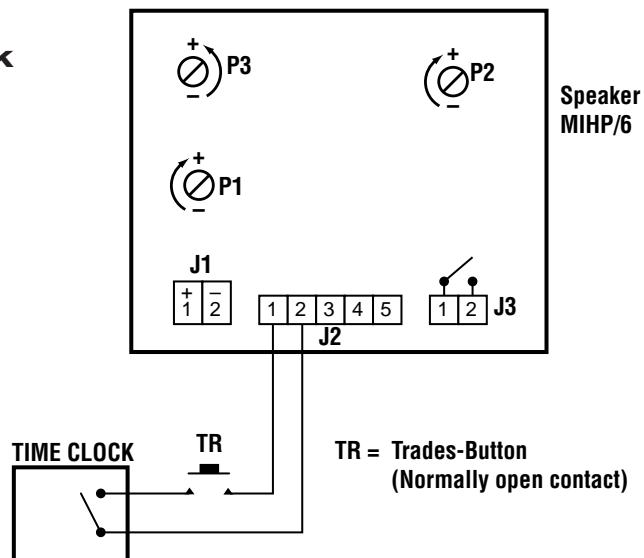 k
+
P3
–
+
P2
–
Speaker
MIHP/6
+
P1
–
J1
+ –
1 2
1 2 3 4 5
J2
1 2 J3
TIME CLOCK
TR
TR = Trades-Button
(Normally open contact)